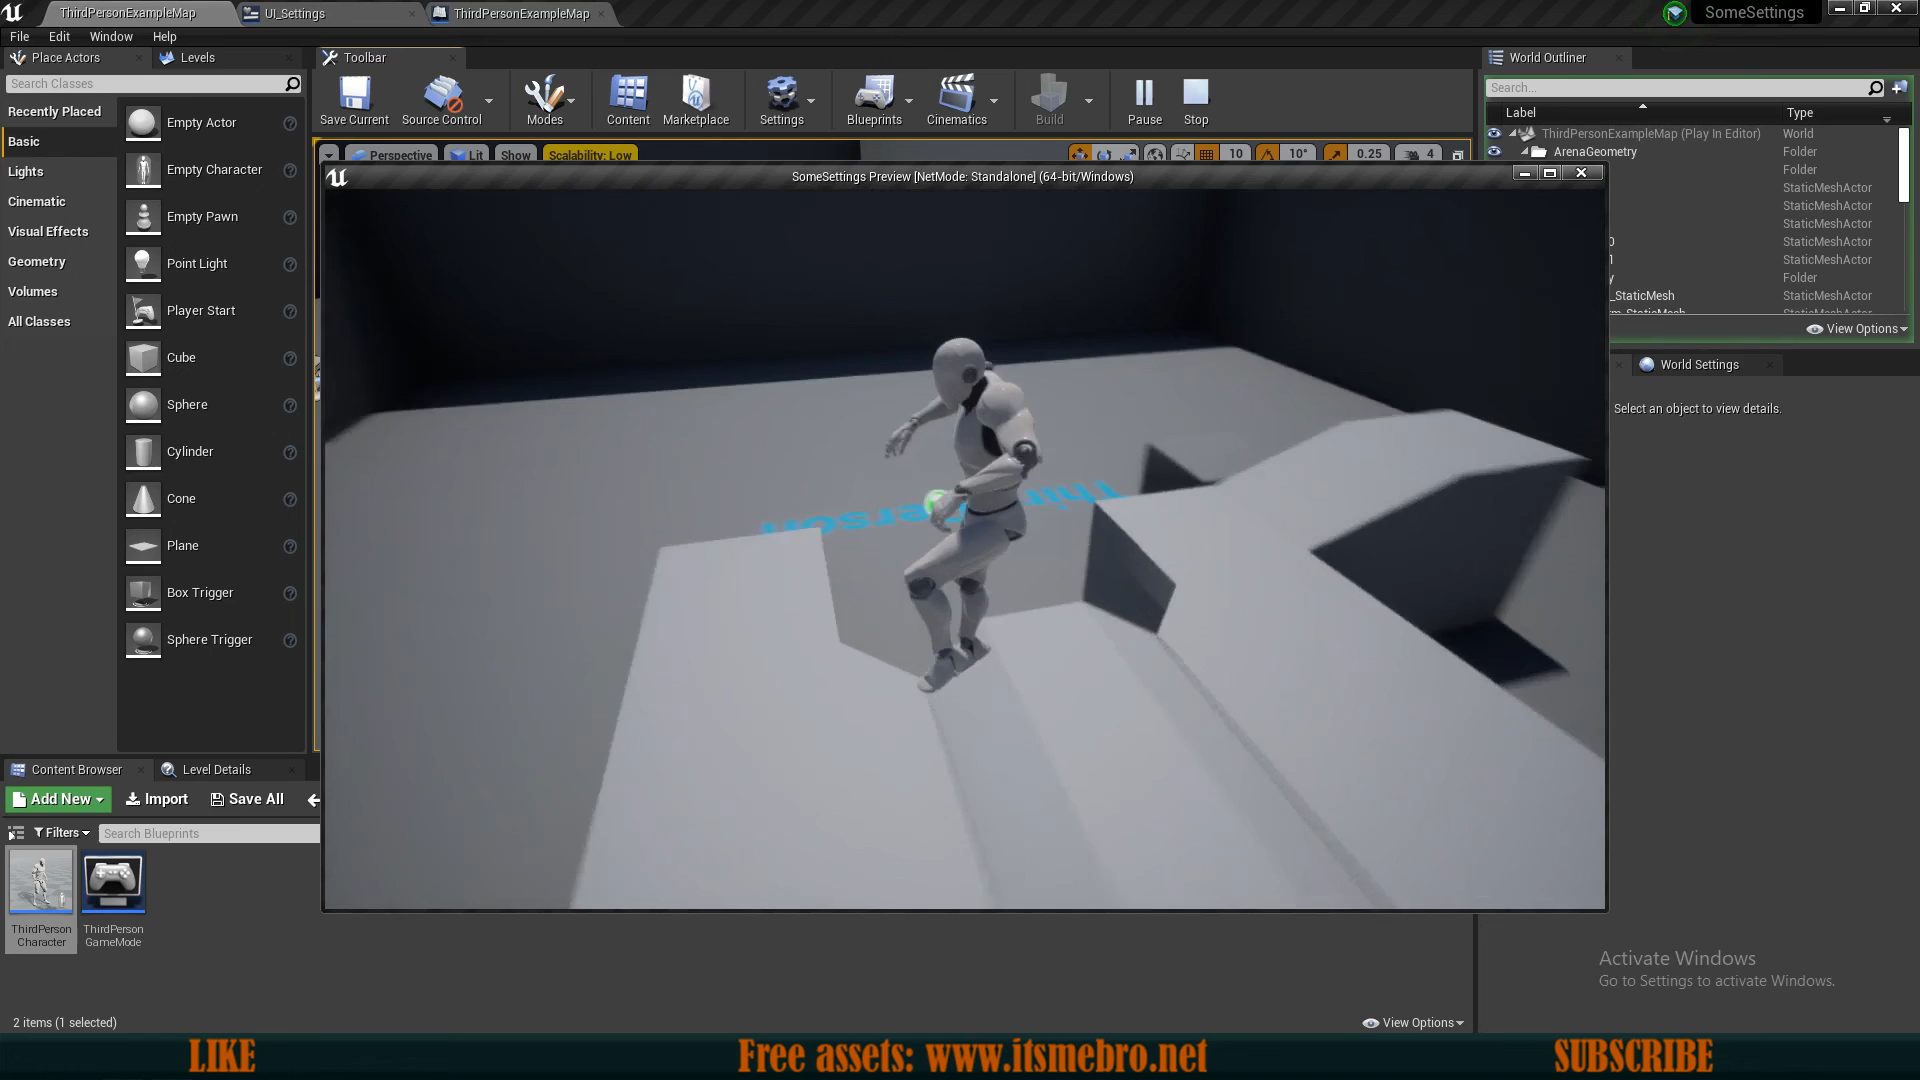 ThirdPersonExampleMap
UI_Settings
ThirdPersonExampleMap
SomeSettings
File
Edit
Window
Help
Place Actors
Levels
Toolbar
World Outliner
Search Classes
Search...
Save Current
Source Control
Modes
Content
Marketplace
Settings
Blueprints
Cinematics
Build
Pause
Stop
Label
Type
ThirdPersonExampleMap (Play In Editor)
World
ArenaGeometry
Folder
Folder
StaticMeshActor
StaticMeshActor
StaticMeshActor
0
StaticMeshActor
1
StaticMeshActor
y
Folder
_StaticMesh
StaticMeshActor
View Options
Perspective
Lit
Show
Scalability: Low
10
10°
0.25
4
SomeSettings Preview [NetMode: Standalone] (64-bit/Windows)
Recently Placed
Basic
Lights
Cinematic
Visual Effects
Geometry
Volumes
All Classes
Empty Actor
Empty Character
Empty Pawn
Point Light
Player Start
Cube
Sphere
Cylinder
Cone
Plane
Box Trigger
Sphere Trigger
World Settings
Select an object to view details.
Content Browser
Level Details
Add New
Import
Save All
Filters
Search Blueprints
ThirdPerson
Character
ThirdPerson
GameMode
2 items (1 selected)
View Options
Activate Windows
Go to Settings to activate Windows.
LIKE
Free assets: www.itsmebro.net
SUBSCRIBE